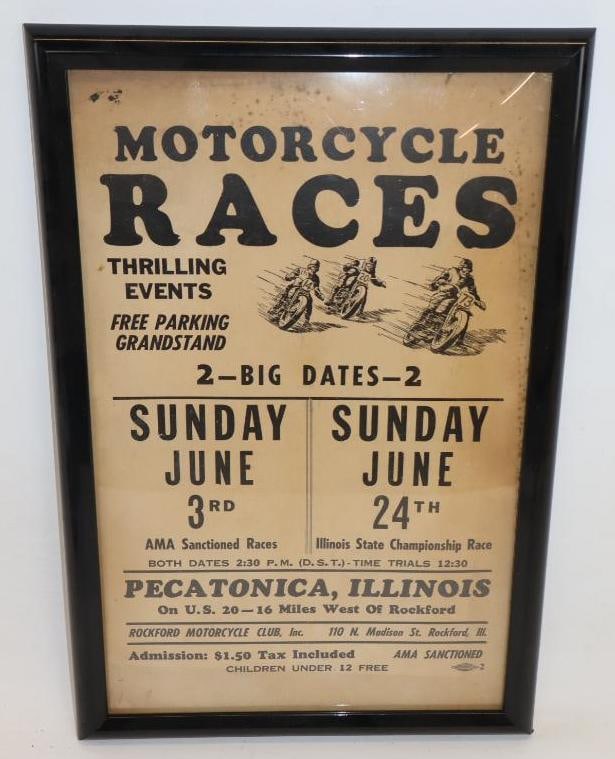 MOTORCYCLE
RACES
THRILLING
EVENTS
FREE PARKING
GRANDSTAND
2—BIG DATES—2
SUNDAY
JUNE
3RD
AMA Sanctioned Races
SUNDAY
JUNE
24TH
Illinois State Championship Race
BOTH DATES 2:30 P.M. (D.S.T.)-TIME TRIALS 12:30
PECATONICA, ILLINOIS
On U.S. 20—16 Miles West Of Rockford
ROCKFORD MOTORCYCLE CLUB, Inc. 110 N. Madison St. Rockford, Ill.
Admission: $1.50 Tax Included AMA SANCTIONED
CHILDREN UNDER 12 FREE